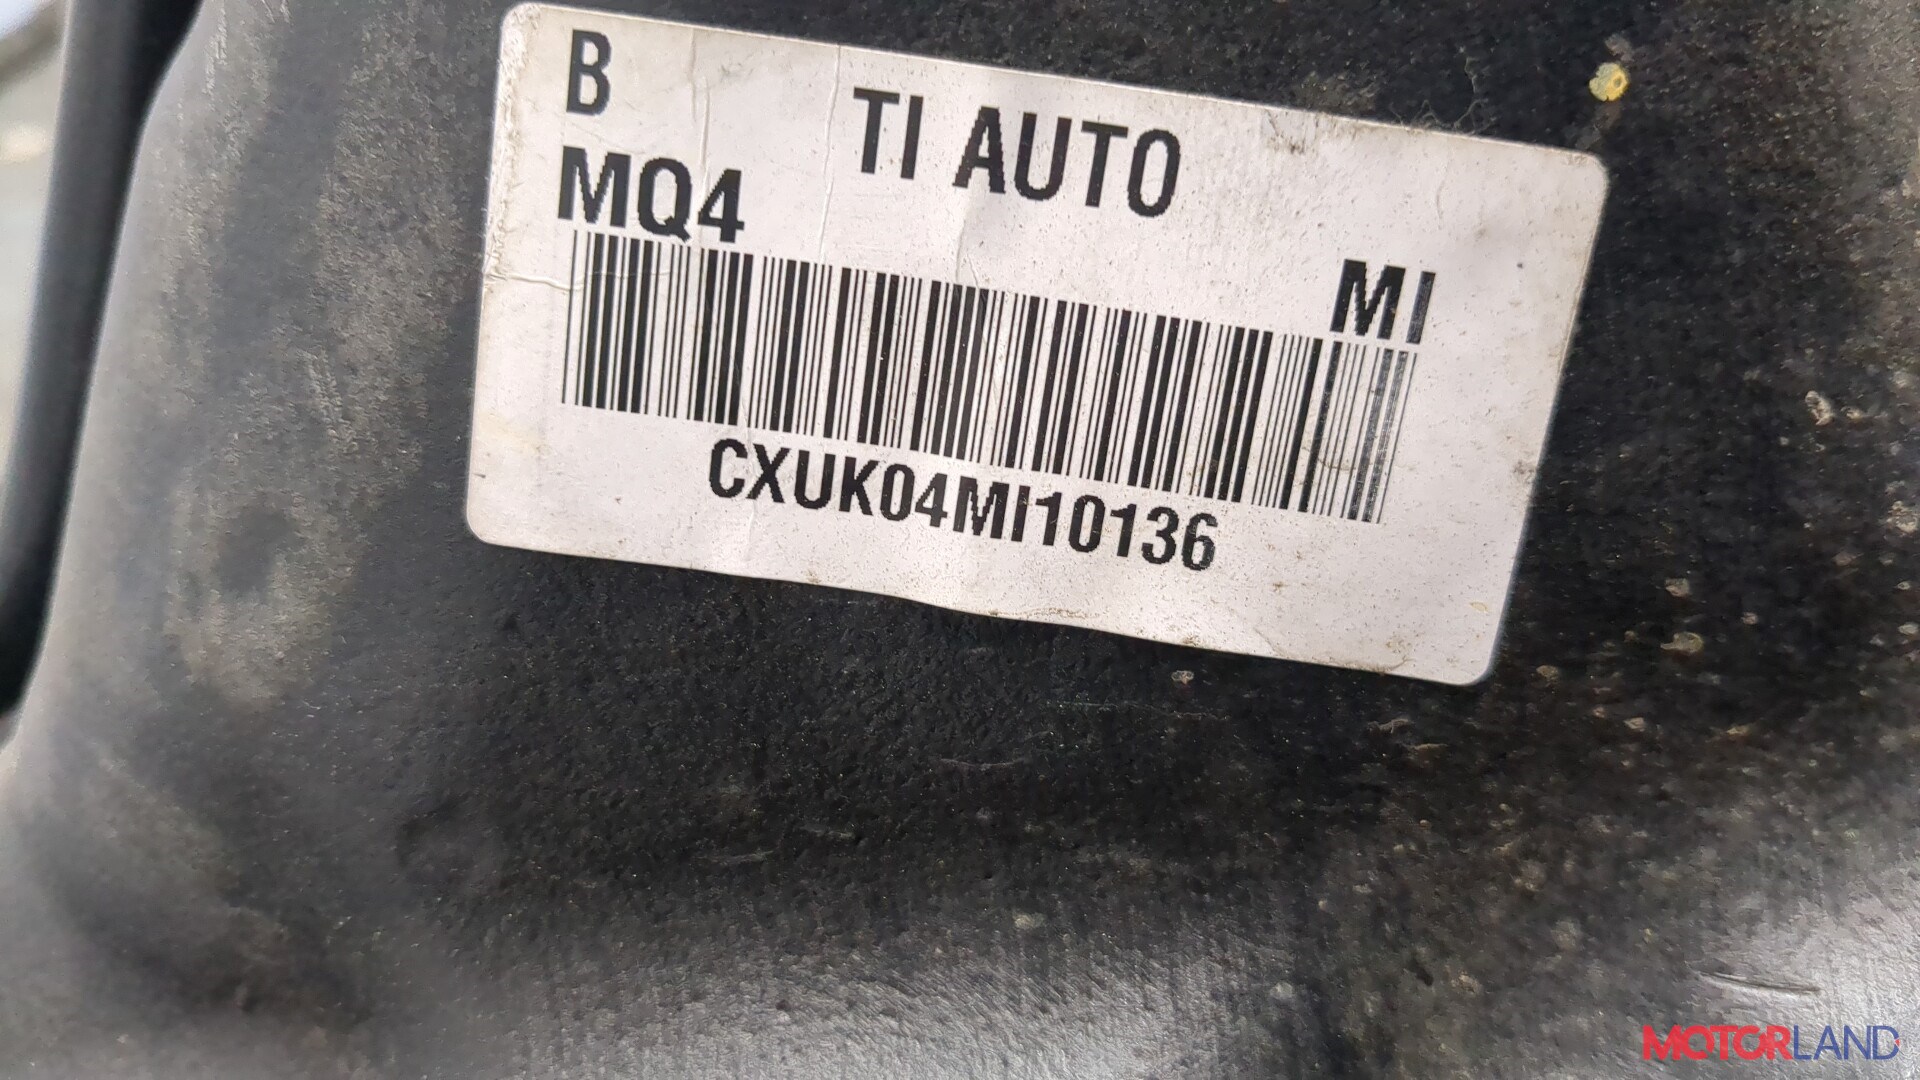 B
TI AUTO
MQ4
MI
CXUK04MI10136
MOTORLAND